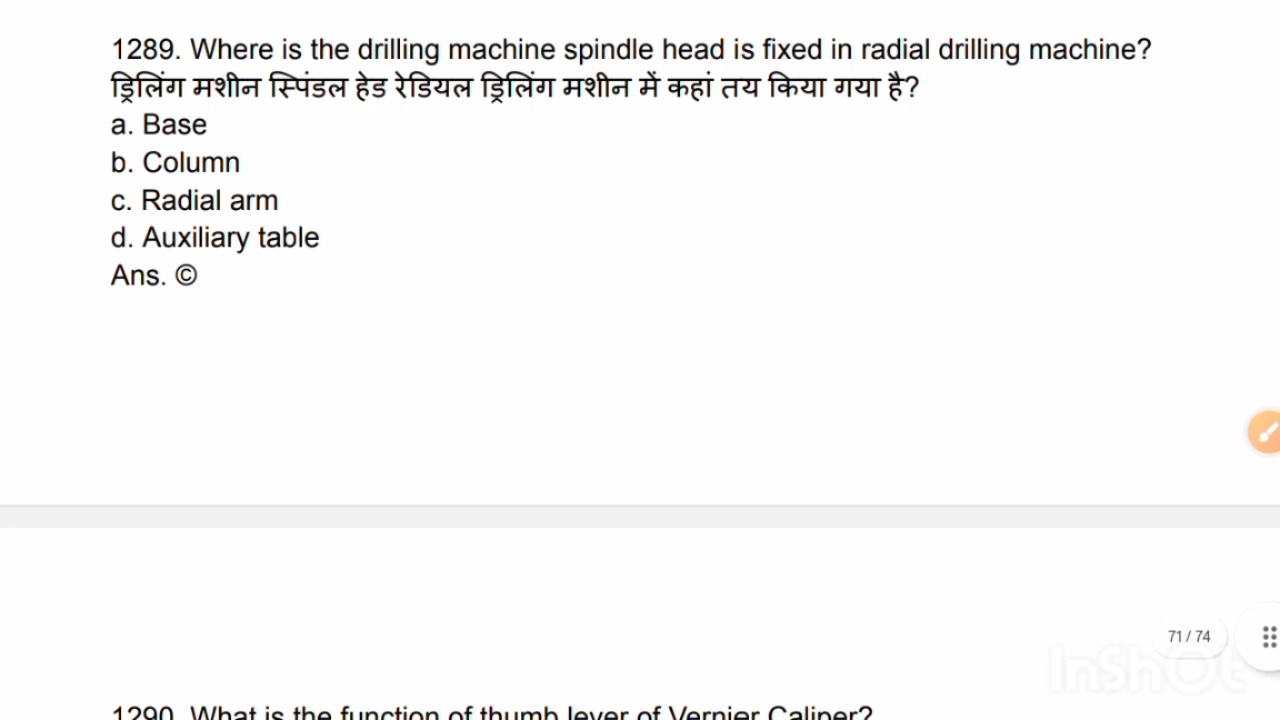 1289. Where is the drilling machine spindle head is fixed in radial drilling machine?
ड्रिलिंग मशीन स्पिंडल हेड रेडियल ड्रिलिंग मशीन में कहां तय किया गया है?
a. Base
b. Column
c. Radial arm
d. Auxiliary table
Ans. ©
71 / 74
InShOt
1290. What is the function of thumb lever of Vernier Caliper?